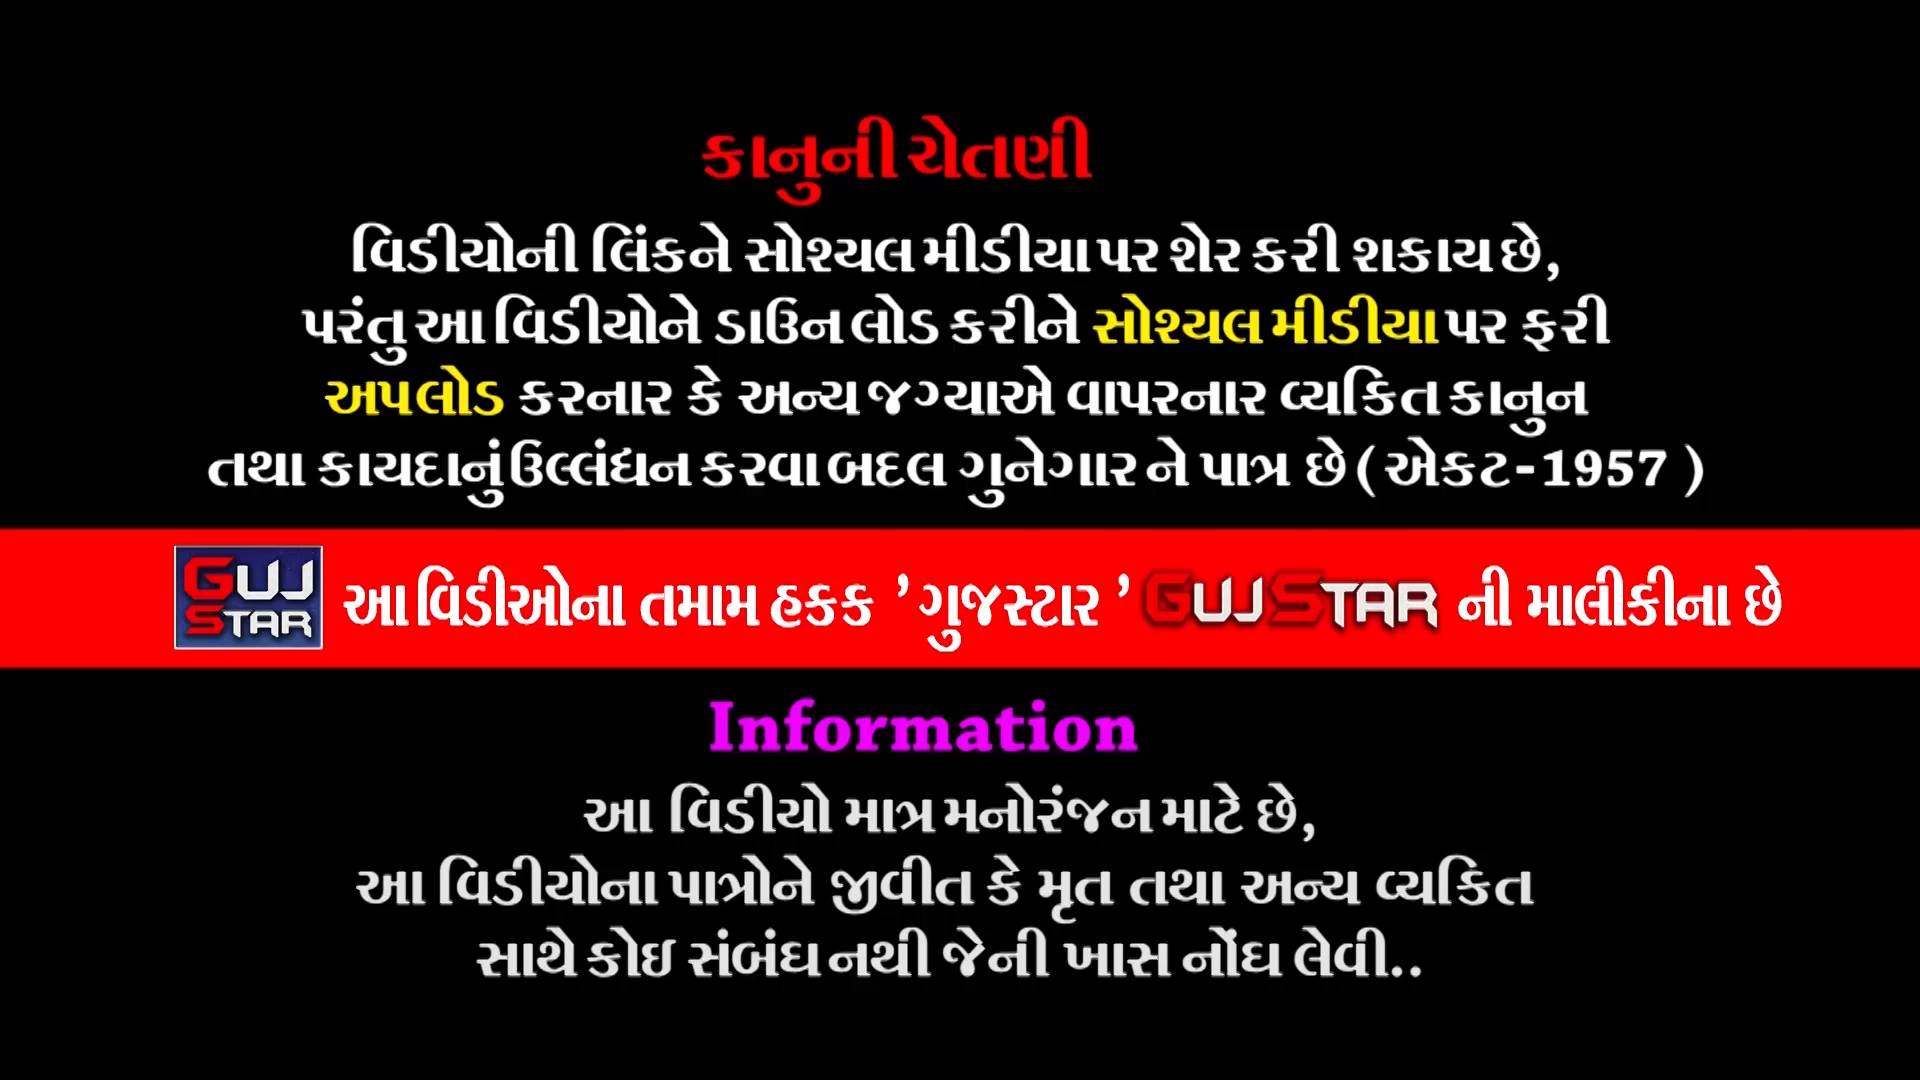 કાનુની ચેતણી
વિડીયોની લિંકને સોશ્યલ મીડીયા પર શેર કરી શકાય છે,
પરંતુ આ વિડીયોને ડાઉન લોડ કરીને સોશ્યલ મીડીયા પર ફરી
અપલોડ કરનાર કે અન્ય જગ્યાએ વાપરનાર વ્યકિત કાનુન
તથા કાયદાનું ઉલ્લંઘન કરવા બદલ ગુનેગાર ને પાત્ર છે ( એકટ-1957 )
GUJ STAR આ વિડીઓના તમામ હકક ' ગુજસ્ટાર ' GUJ STAR ની માલીકીના છે
Information
આ વિડીયો માત્ર મનોરંજન માટે છે,
આ વિડીયોના પાત્રોને જીવીત કે મૃત તથા અન્ય વ્યકિત
સાથે કોઇ સંબંઘ નથી જેની ખાસ નોંઘ લેવી..